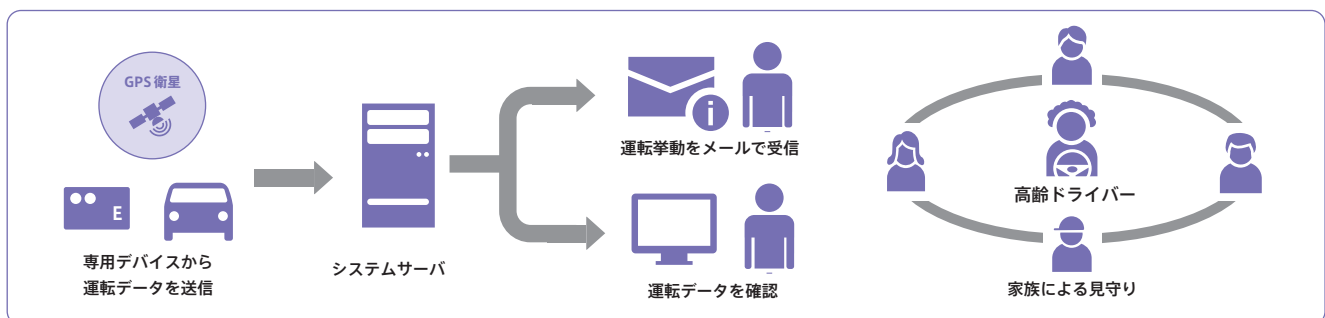 GPS 衛星
E
専用デバイスから
運転データを送信
システムサーバ
i
運転挙動をメールで受信
運転データを確認
高齢ドライバー
家族による見守り